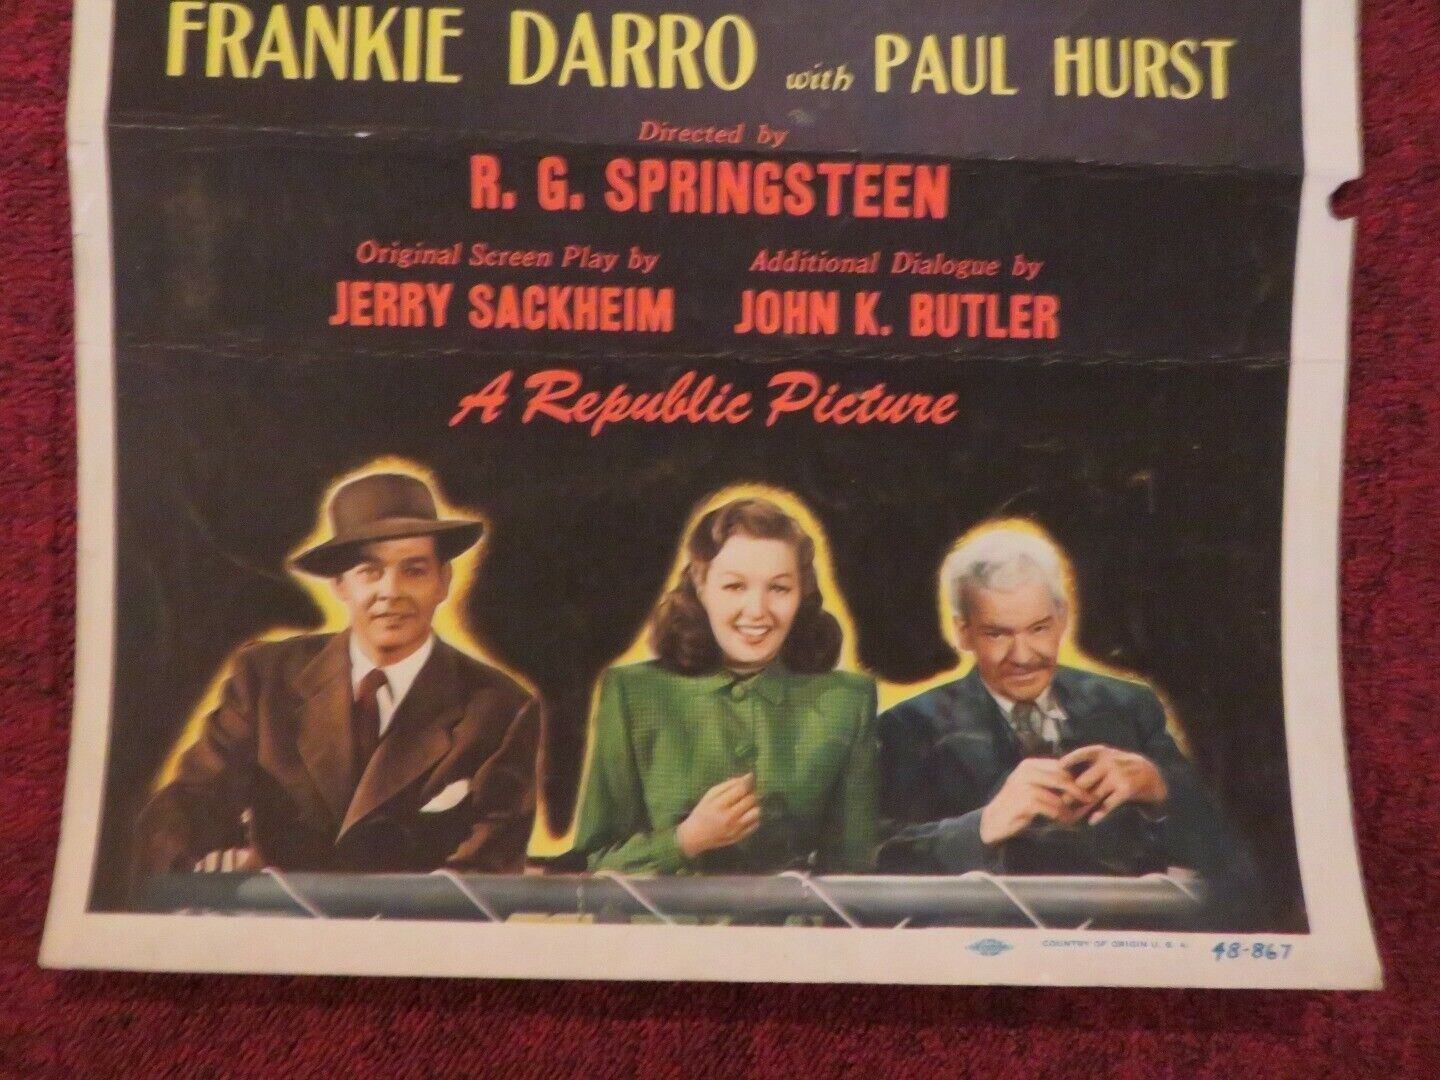 FRANKIE DARRO with PAUL HURST
Directed by
R. G. SPRINGSTEEN
Original Screen Play by
JERRY SACKHEIM
Additional Dialogue by
JOHN K. BUTLER
A Republic Picture
COUNTRY OF ORIGIN U. S. A.
48-867